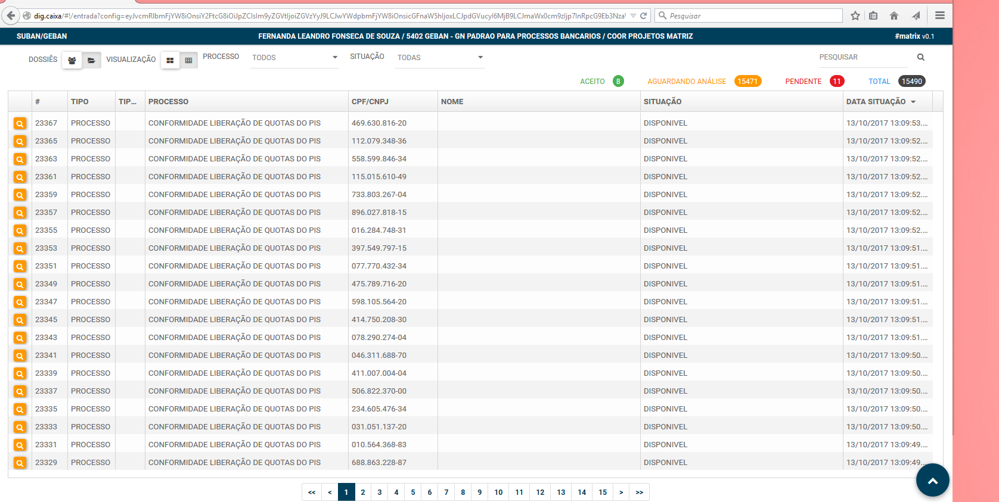 dig.caixa/#!/entrada?config=eyJvcmRlbmFjYW8iOnsiY2FtcG8iOiJpZCIsIm9yZGVtIjoiZGVzYyJ9LCJwYWdpbmFjYW8iOnsicGFnaW5hIjoxLCJpdGVucyI6MjB9LCJmaWx0cm9zIjp7InRpcG9Eb3NzaW
Pesquisar
SUBAN/GEBAN FERNANDA LEANDRO FONSECA DE SOUZA / 5402 GEBAN - GN PADRAO PARA PROCESSOS BANCARIOS / COOR PROJETOS MATRIZ #matrix v0.1
DOSSIÊS VISUALIZAÇÃO PROCESSO TODOS SITUAÇÃO TODAS PESQUISAR
ACEITO 8 AGUARDANDO ANÁLISE 15471 PENDENTE 11 TOTAL 15490
# TIPO TIP... PROCESSO CPF/CNPJ NOME SITUAÇÃO DATA SITUAÇÃO
23367 PROCESSO CONFORMIDADE LIBERAÇÃO DE QUOTAS DO PIS 469.630.816-20 DISPONIVEL 13/10/2017 13:09:53....
23365 PROCESSO CONFORMIDADE LIBERAÇÃO DE QUOTAS DO PIS 112.079.348-36 DISPONIVEL 13/10/2017 13:09:52....
23363 PROCESSO CONFORMIDADE LIBERAÇÃO DE QUOTAS DO PIS 558.599.846-34 DISPONIVEL 13/10/2017 13:09:52....
23361 PROCESSO CONFORMIDADE LIBERAÇÃO DE QUOTAS DO PIS 115.015.610-49 DISPONIVEL 13/10/2017 13:09:52....
23359 PROCESSO CONFORMIDADE LIBERAÇÃO DE QUOTAS DO PIS 733.803.267-04 DISPONIVEL 13/10/2017 13:09:52....
23357 PROCESSO CONFORMIDADE LIBERAÇÃO DE QUOTAS DO PIS 896.027.818-15 DISPONIVEL 13/10/2017 13:09:52....
23355 PROCESSO CONFORMIDADE LIBERAÇÃO DE QUOTAS DO PIS 016.284.748-31 DISPONIVEL 13/10/2017 13:09:52....
23353 PROCESSO CONFORMIDADE LIBERAÇÃO DE QUOTAS DO PIS 397.549.797-15 DISPONIVEL 13/10/2017 13:09:51....
23351 PROCESSO CONFORMIDADE LIBERAÇÃO DE QUOTAS DO PIS 077.770.432-34 DISPONIVEL 13/10/2017 13:09:51....
23349 PROCESSO CONFORMIDADE LIBERAÇÃO DE QUOTAS DO PIS 475.789.716-20 DISPONIVEL 13/10/2017 13:09:51....
23347 PROCESSO CONFORMIDADE LIBERAÇÃO DE QUOTAS DO PIS 598.105.564-20 DISPONIVEL 13/10/2017 13:09:51....
23345 PROCESSO CONFORMIDADE LIBERAÇÃO DE QUOTAS DO PIS 414.750.208-30 DISPONIVEL 13/10/2017 13:09:51....
23343 PROCESSO CONFORMIDADE LIBERAÇÃO DE QUOTAS DO PIS 078.290.274-04 DISPONIVEL 13/10/2017 13:09:51....
23341 PROCESSO CONFORMIDADE LIBERAÇÃO DE QUOTAS DO PIS 046.311.688-70 DISPONIVEL 13/10/2017 13:09:50....
23339 PROCESSO CONFORMIDADE LIBERAÇÃO DE QUOTAS DO PIS 411.007.004-04 DISPONIVEL 13/10/2017 13:09:50....
23337 PROCESSO CONFORMIDADE LIBERAÇÃO DE QUOTAS DO PIS 506.822.370-00 DISPONIVEL 13/10/2017 13:09:50....
23335 PROCESSO CONFORMIDADE LIBERAÇÃO DE QUOTAS DO PIS 234.605.476-34 DISPONIVEL 13/10/2017 13:09:50....
23333 PROCESSO CONFORMIDADE LIBERAÇÃO DE QUOTAS DO PIS 031.051.137-20 DISPONIVEL 13/10/2017 13:09:50....
23331 PROCESSO CONFORMIDADE LIBERAÇÃO DE QUOTAS DO PIS 010.564.368-83 DISPONIVEL 13/10/2017 13:09:49....
23329 PROCESSO CONFORMIDADE LIBERAÇÃO DE QUOTAS DO PIS 688.863.228-87 DISPONIVEL 13/10/2017 13:09:49....
<< < 1 2 3 4 5 6 7 8 9 10 11 12 13 14 15 > >>